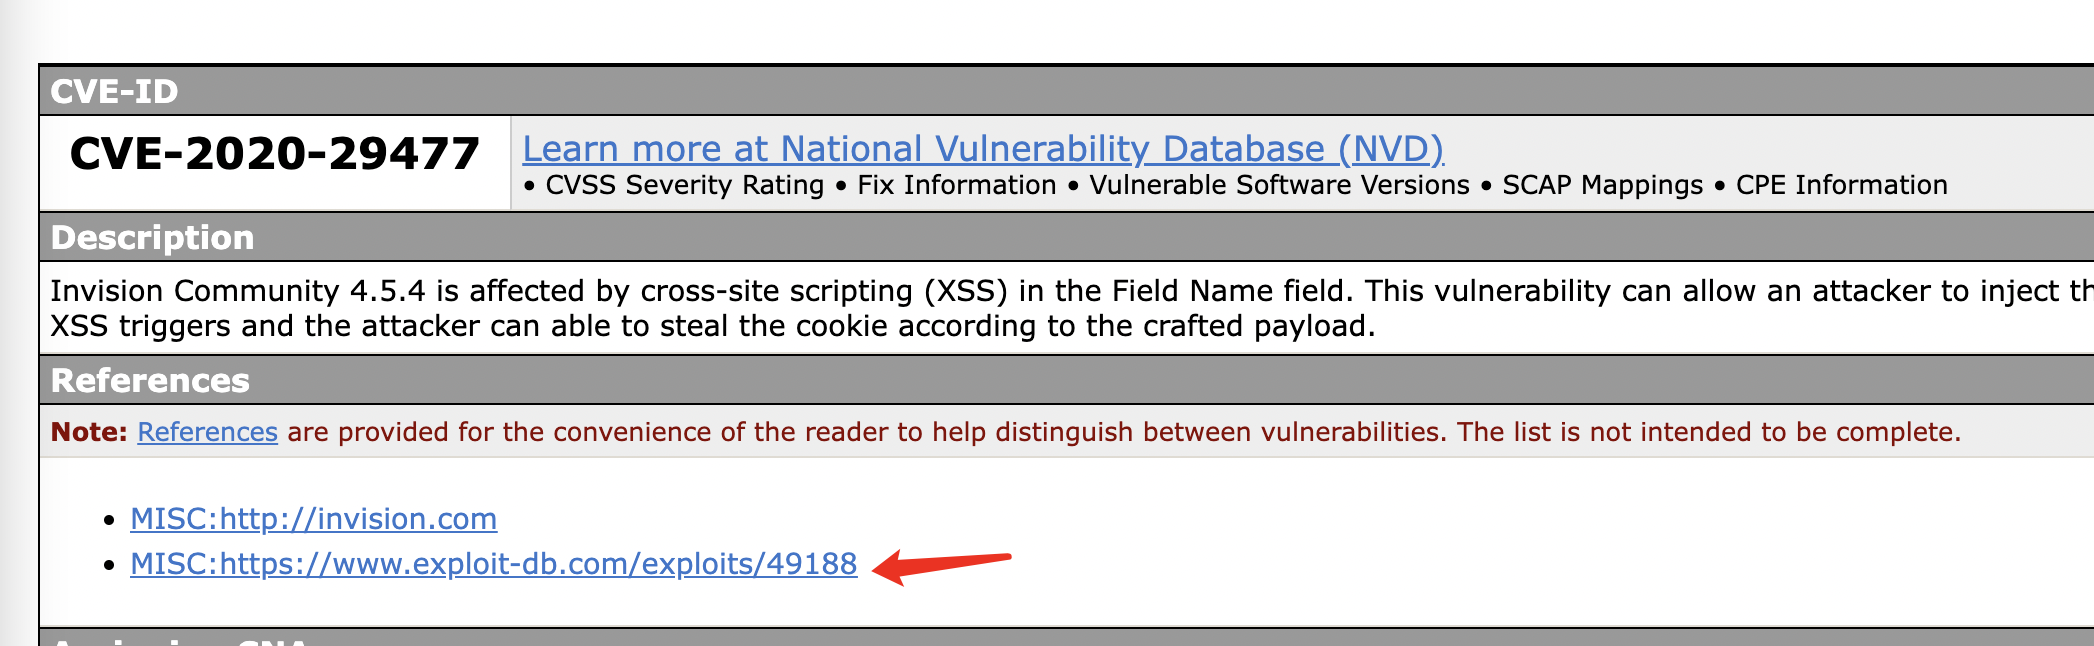 CVE-ID
CVE-2020-29477
Learn more at National Vulnerability Database (NVD)
• CVSS Severity Rating • Fix Information • Vulnerable Software Versions • SCAP Mappings • CPE Information
Description
Invision Community 4.5.4 is affected by cross-site scripting (XSS) in the Field Name field. This vulnerability can allow an attacker to inject
XSS triggers and the attacker can able to steal the cookie according to the crafted payload.
References
Note: References are provided for the convenience of the reader to help distinguish between vulnerabilities. The list is not intended to be complete.
• MISC:http://invision.com
• MISC:https://www.exploit-db.com/exploits/49188